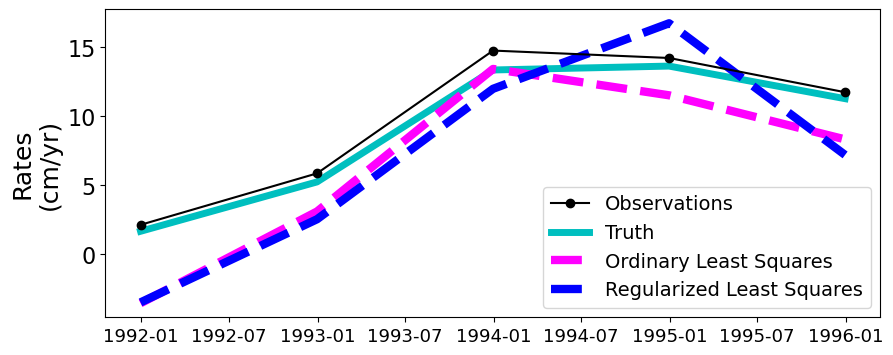 Rates
(cm/yr)
15
10
5
0
Observations
Truth
Ordinary Least Squares
Regularized Least Squares
1992-01 1992-07 1993-01 1993-07 1994-01 1994-07 1995-01 1995-07 1996-01